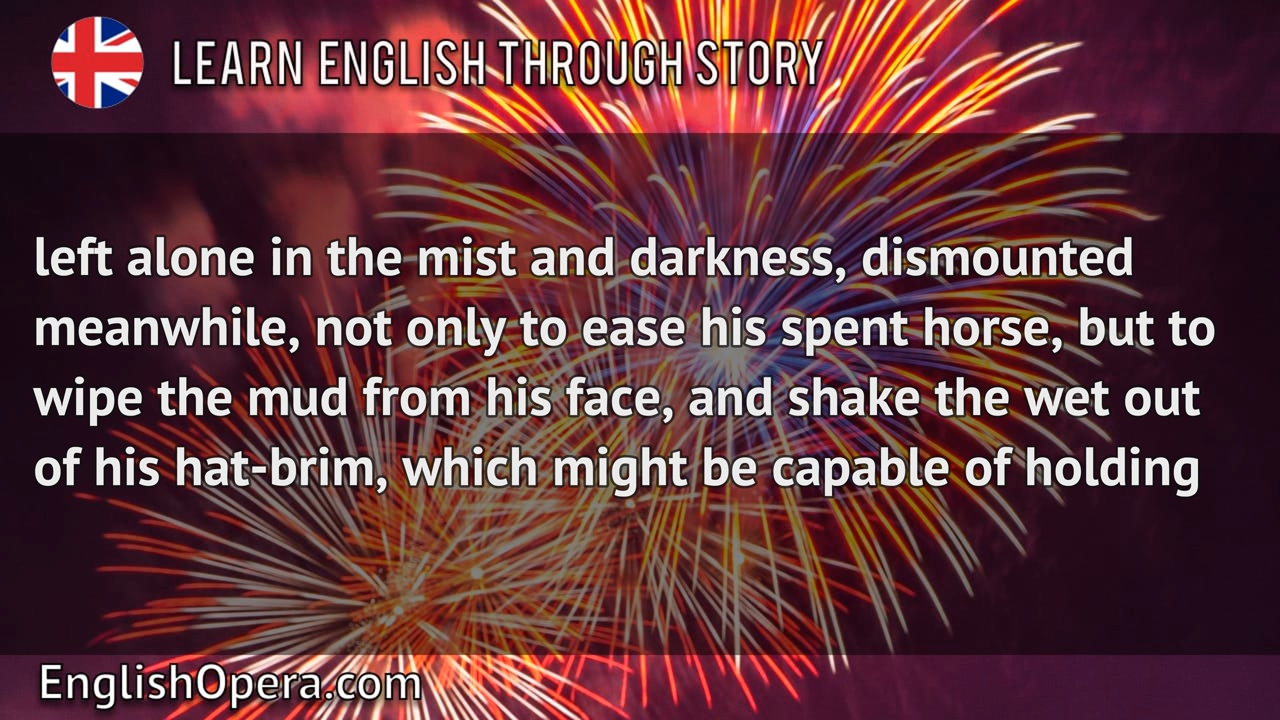 LEARN ENGLISH THROUGH STORY
left alone in the mist and darkness, dismounted
meanwhile, not only to ease his spent horse, but to
wipe the mud from his face, and shake the wet out
of his hat-brim, which might be capable of holding
EnglishOpera.com